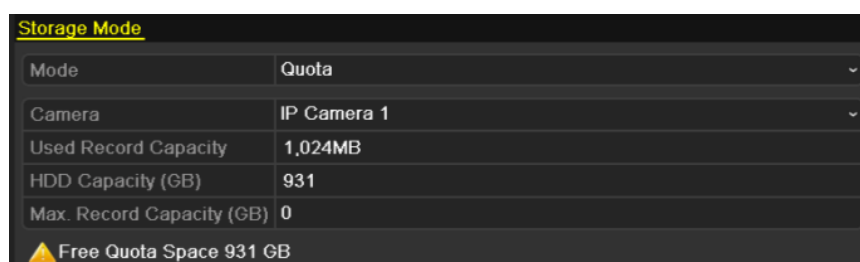 Storage Mode
Mode Quota
Camera IP Camera 1
Used Record Capacity 1,024MB
HDD Capacity (GB) 931
Max. Record Capacity (GB) 0
Free Quota Space 931 GB